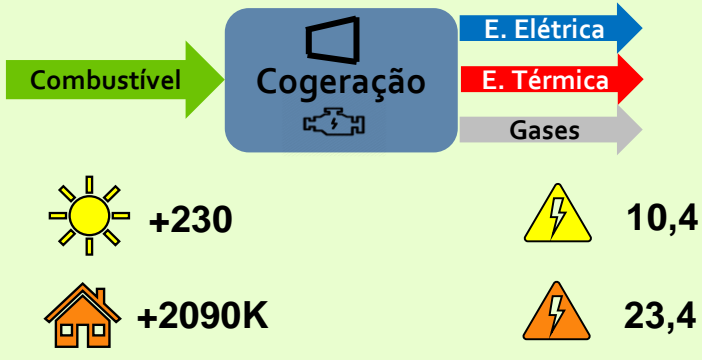 E. Elétrica
Combustível
Cogeração
E. Térmica
Gases
+230
10,4
+2090K
23,4